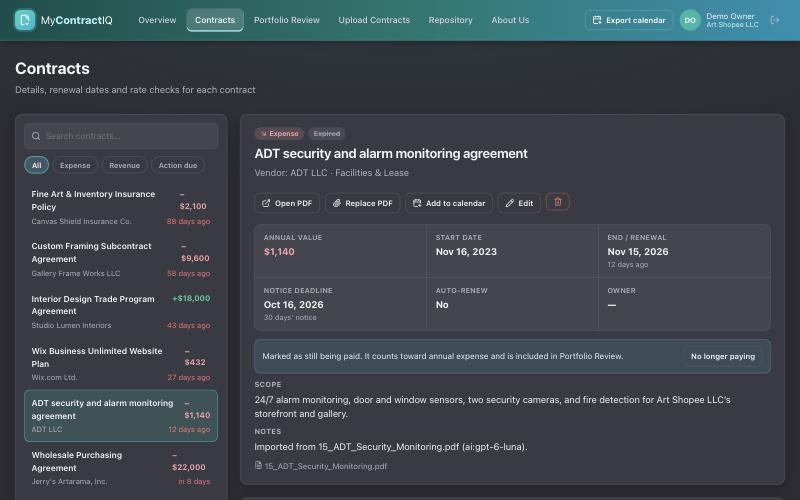 MyContractIQ
Overview
Contracts
Portfolio Review
Upload Contracts
Repository
About Us
Export calendar
DO
Demo Owner
Art Shopee LLC
Contracts
Details, renewal dates and rate checks for each contract
Search contracts...
All
Expense
Revenue
Action due
Fine Art & Inventory Insurance
Policy
–
$2,100
Canvas Shield Insurance Co.
88 days ago
Custom Framing Subcontract
Agreement
–
$9,600
Gallery Frame Works LLC
58 days ago
Interior Design Trade Program
Agreement
+$18,000
Studio Lumen Interiors
43 days ago
Wix Business Unlimited Website
Plan
–
$432
Wix.com Ltd.
27 days ago
ADT security and alarm monitoring
agreement
–
$1,140
ADT LLC
12 days ago
Wholesale Purchasing
Agreement
–
$22,000
Jerry's Artarama, Inc.
in 8 days
Expense
Expired
ADT security and alarm monitoring agreement
Vendor: ADT LLC · Facilities & Lease
Open PDF
Replace PDF
Add to calendar
Edit
ANNUAL VALUE
$1,140
START DATE
Nov 16, 2023
END / RENEWAL
Nov 15, 2026
12 days ago
NOTICE DEADLINE
Oct 16, 2026
30 days' notice
AUTO-RENEW
No
OWNER
—
Marked as still being paid. It counts toward annual expense and is included in Portfolio Review.
No longer paying
SCOPE
24/7 alarm monitoring, door and window sensors, two security cameras, and fire detection for Art Shopee LLC's
storefront and gallery.
NOTES
Imported from 15_ADT_Security_Monitoring.pdf (ai:gpt-6-luna).
15_ADT_Security_Monitoring.pdf